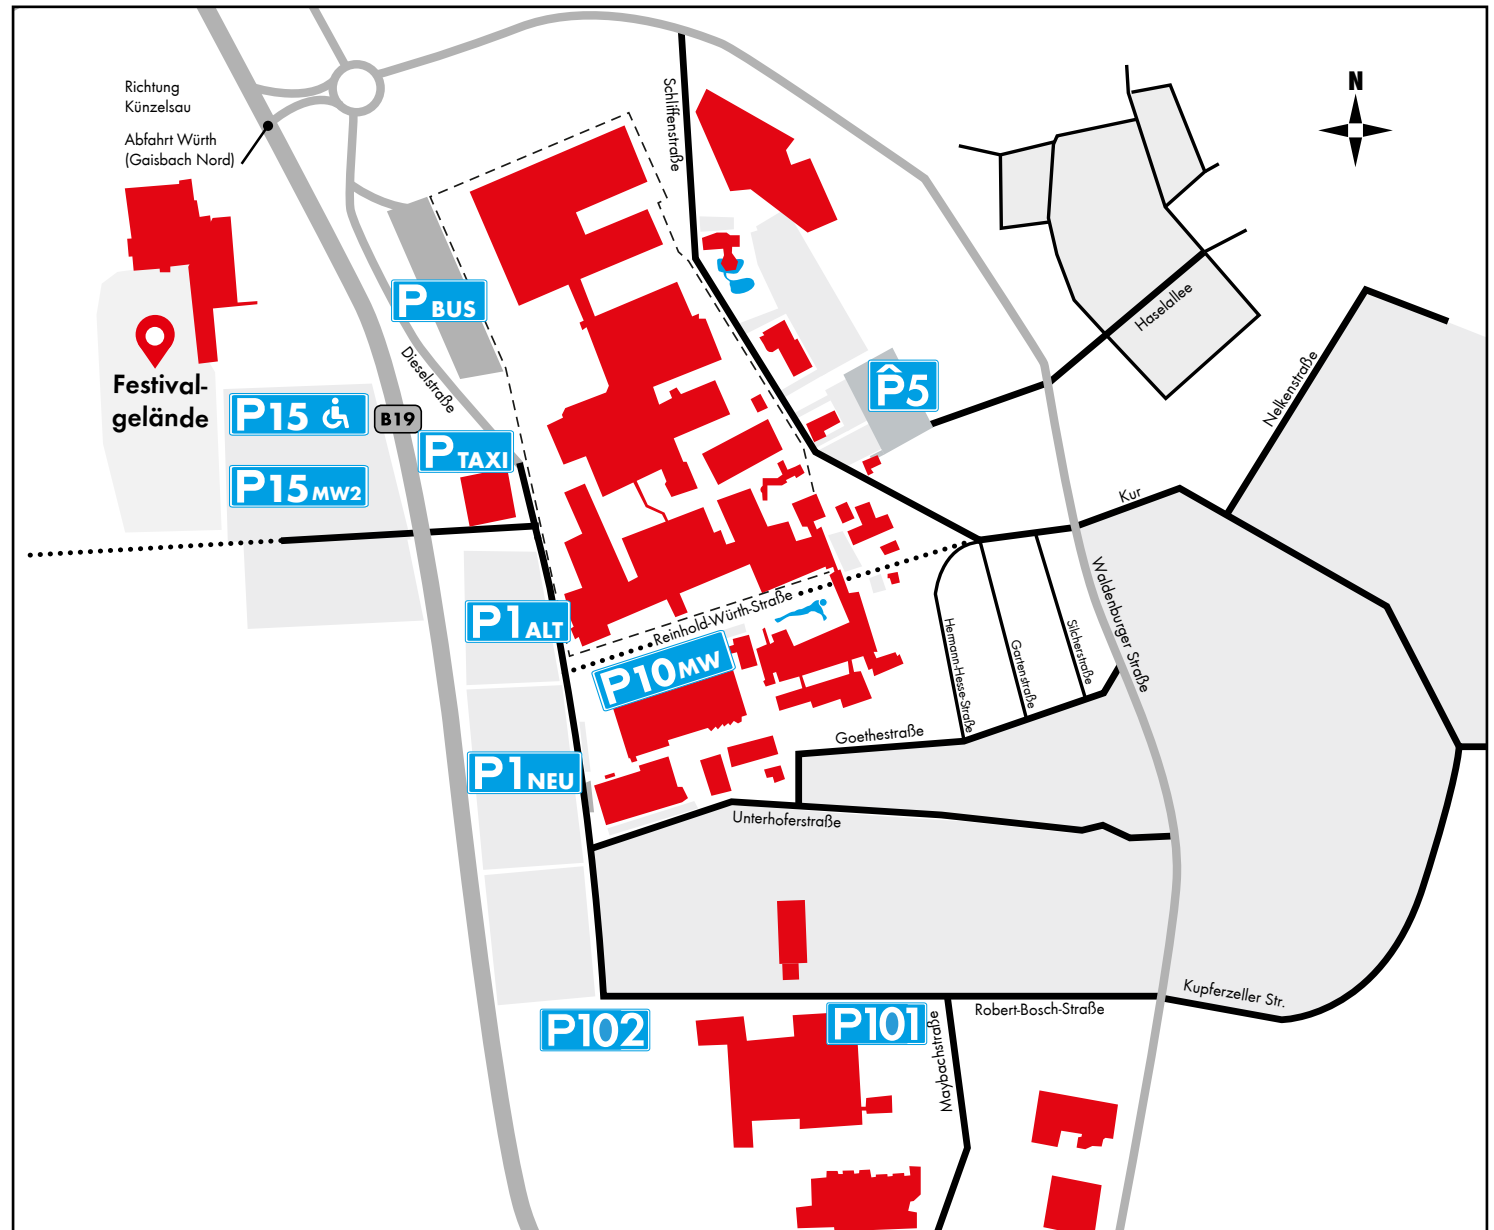 N
Richtung
Künzelsau
Abfahrt Würth
(Gaisbach Nord)
Schliffenstraße
P BUS
Haselallee
Dieselstraße
Festival-
gelände
P15
B19
P5
Nelkenstraße
P TAXI
P15 MW2
Kur
Waldenburger Straße
P1 ALT
Reinhold-Würth-Straße
P10 MW
Hermann-Hesse-Straße
Gartenstraße
Silcherstraße
Goethestraße
P1 NEU
Unterhoferstraße
Kupferzeller Str.
P102
P101
Robert-Bosch-Straße
Maybachstraße